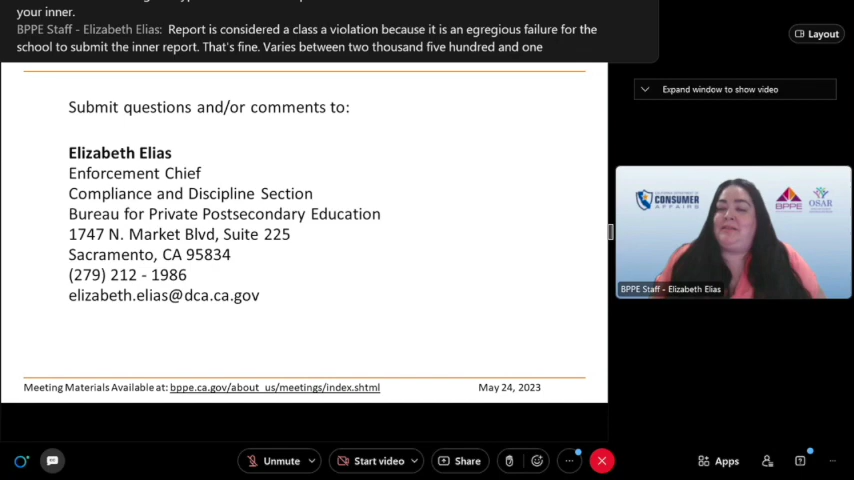 your inner.
BPPE Staff - Elizabeth Elias: Report is considered a class a violation because it is an egregious failure for the
school to submit the inner report. That's fine. Varies between two thousand five hundred and one
Layout
Expand window to show video
Submit questions and/or comments to:
Elizabeth Elias
Enforcement Chief
Compliance and Discipline Section
Bureau for Private Postsecondary Education
1747 N. Market Blvd, Suite 225
Sacramento, CA 95834
(279) 212 - 1986
elizabeth.elias@dca.ca.gov
CONSUMER
AFFAIRS
BPPE
OSAR
BPPE Staff - Elizabeth Elias
Meeting Materials Available at: bppe.ca.gov/about_us/meetings/index.shtml
May 24, 2023
Unmute
Start video
Share
Apps